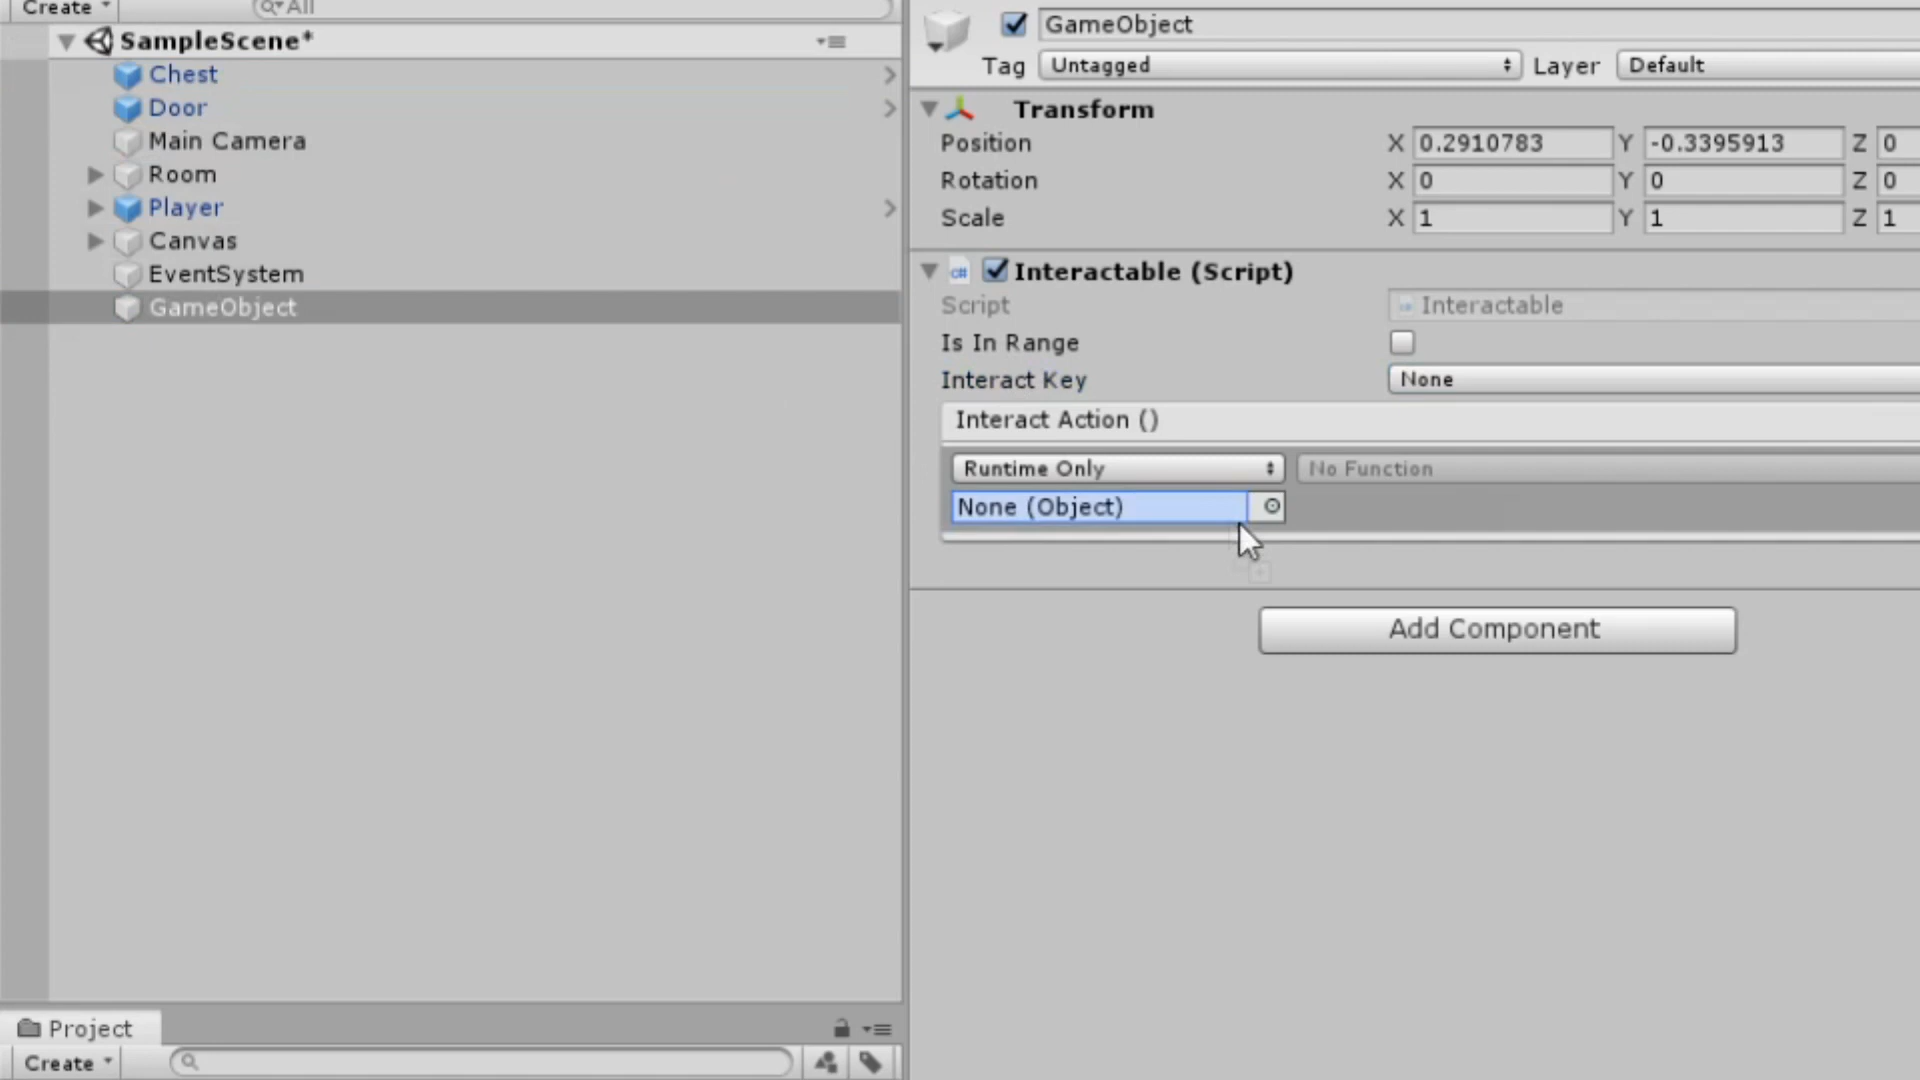 Create
All
SampleScene*
Chest
Door
Main Camera
Room
Player
Canvas
EventSystem
GameObject
Project
Create
GameObject
Tag Untagged Layer Default
Transform
Position X 0.2910783 Y -0.3395913 Z 0
Rotation X 0 Y 0 Z 0
Scale X 1 Y 1 Z 1
c# Interactable (Script)
Script Interactable
Is In Range
Interact Key None
Interact Action ()
Runtime Only No Function
None (Object)
Add Component